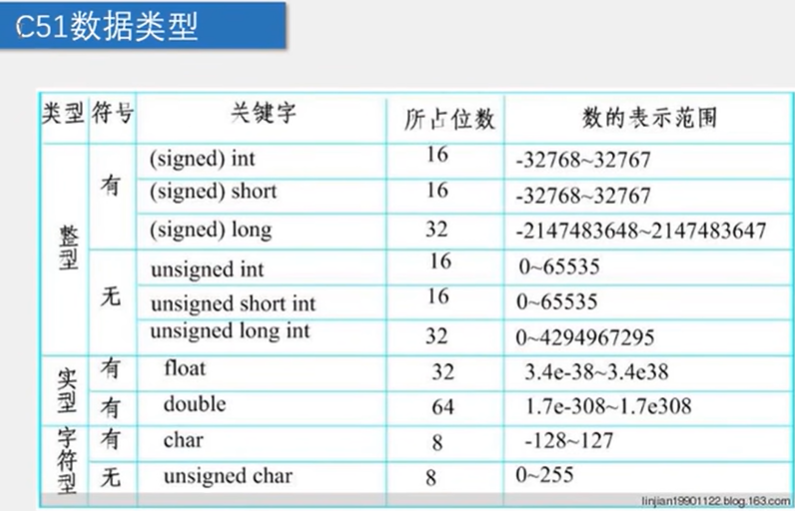 C51数据类型
类型 符号 关键字 所占位数 数的表示范围
整型 有 (signed) int 16 -32768~32767
(signed) short 16 -32768~32767
(signed) long 32 -2147483648~2147483647
无 unsigned int 16 0~65535
unsigned short int 16 0~65535
unsigned long int 32 0~4294967295
实型 有 float 32 3.4e-38~3.4e38
有 double 64 1.7e-308~1.7e308
字符型 有 char 8 -128~127
无 unsigned char 8 0~255
linjian19901122.blog.163.com